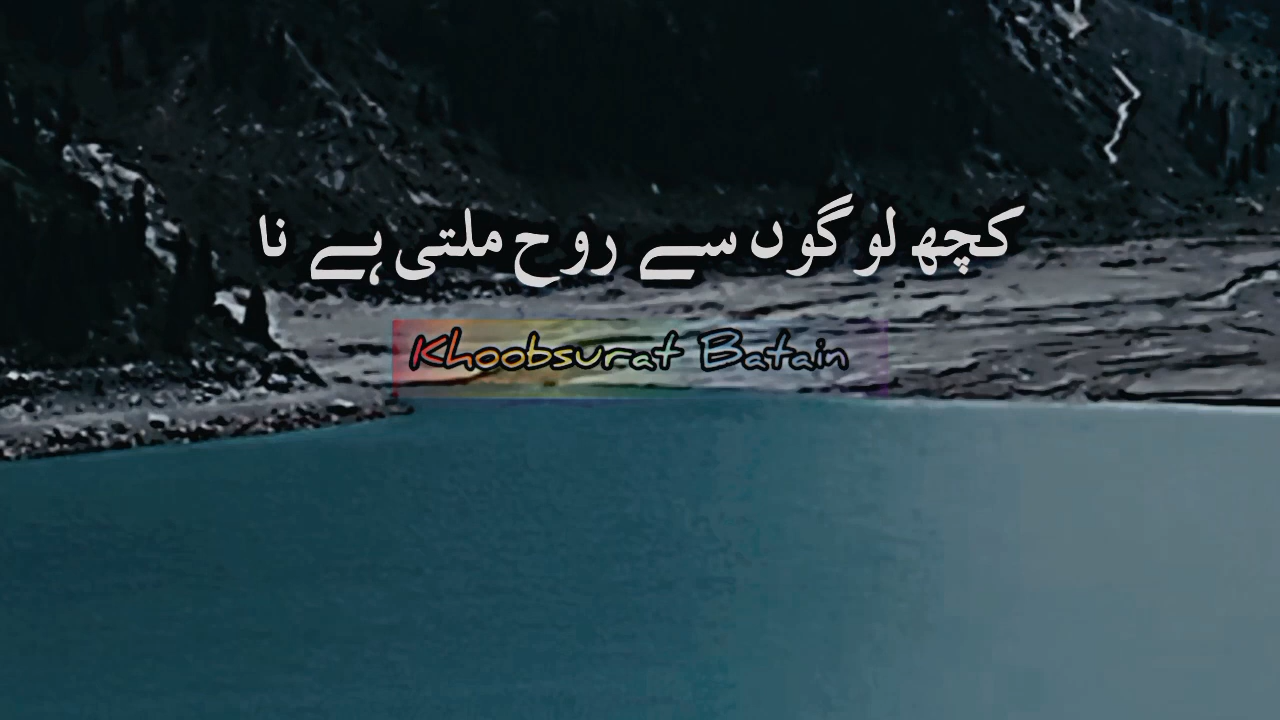 کچھ لوگوں سے روح ملتی ہے نا
Khoobsurat Batain